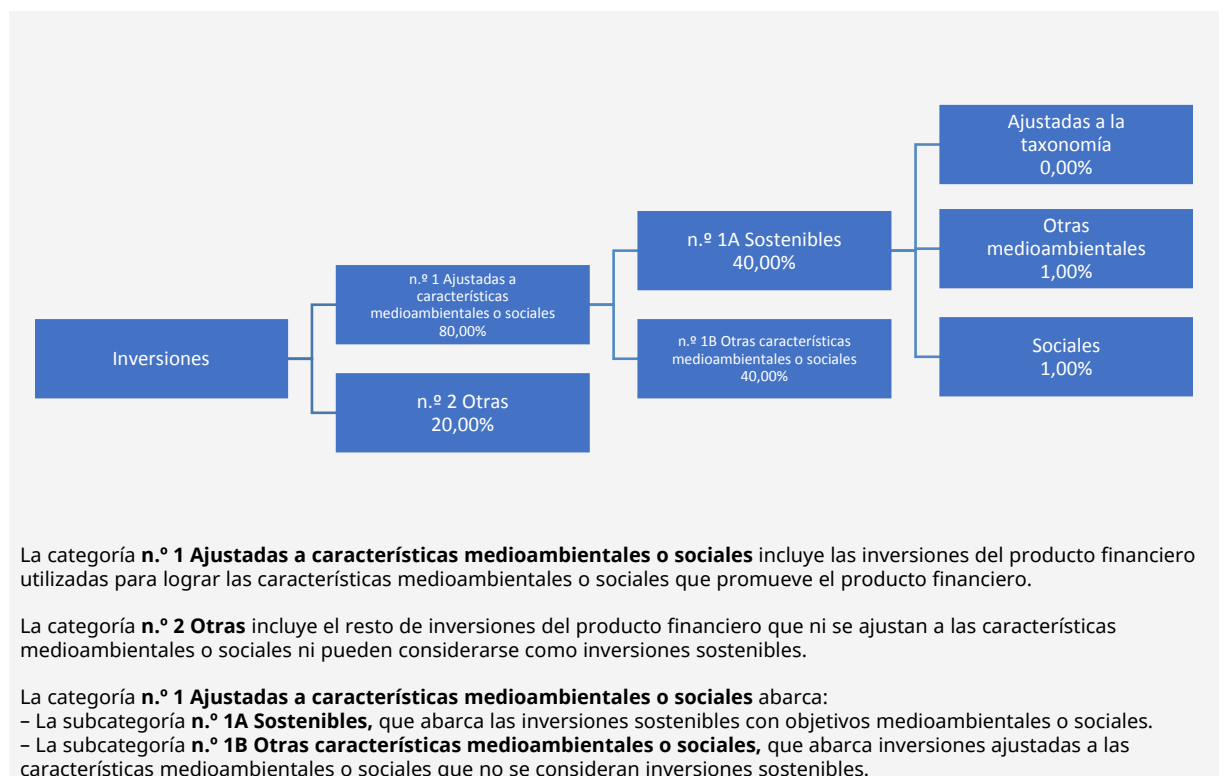 Inversiones
n.º 1 Ajustadas a
características
medioambientales o sociales
80,00%
n.º 2 Otras
20,00%
n.º 1A Sostenibles
40,00%
n.º 1B Otras características
medioambientales o sociales
40,00%
Ajustadas a la
taxonomía
0,00%
Otras
medioambientales
1,00%
Sociales
1,00%
La categoría n.º 1 Ajustadas a características medioambientales o sociales incluye las inversiones del producto financiero
utilizadas para lograr las características medioambientales o sociales que promueve el producto financiero.
La categoría n.º 2 Otras incluye el resto de inversiones del producto financiero que ni se ajustan a las características
medioambientales o sociales ni pueden considerarse como inversiones sostenibles.
La categoría n.º 1 Ajustadas a características medioambientales o sociales abarca:
– La subcategoría n.º 1A Sostenibles, que abarca las inversiones sostenibles con objetivos medioambientales o sociales.
– La subcategoría n.º 1B Otras características medioambientales o sociales, que abarca inversiones ajustadas a las
características medioambientales o sociales que no se consideran inversiones sostenibles.